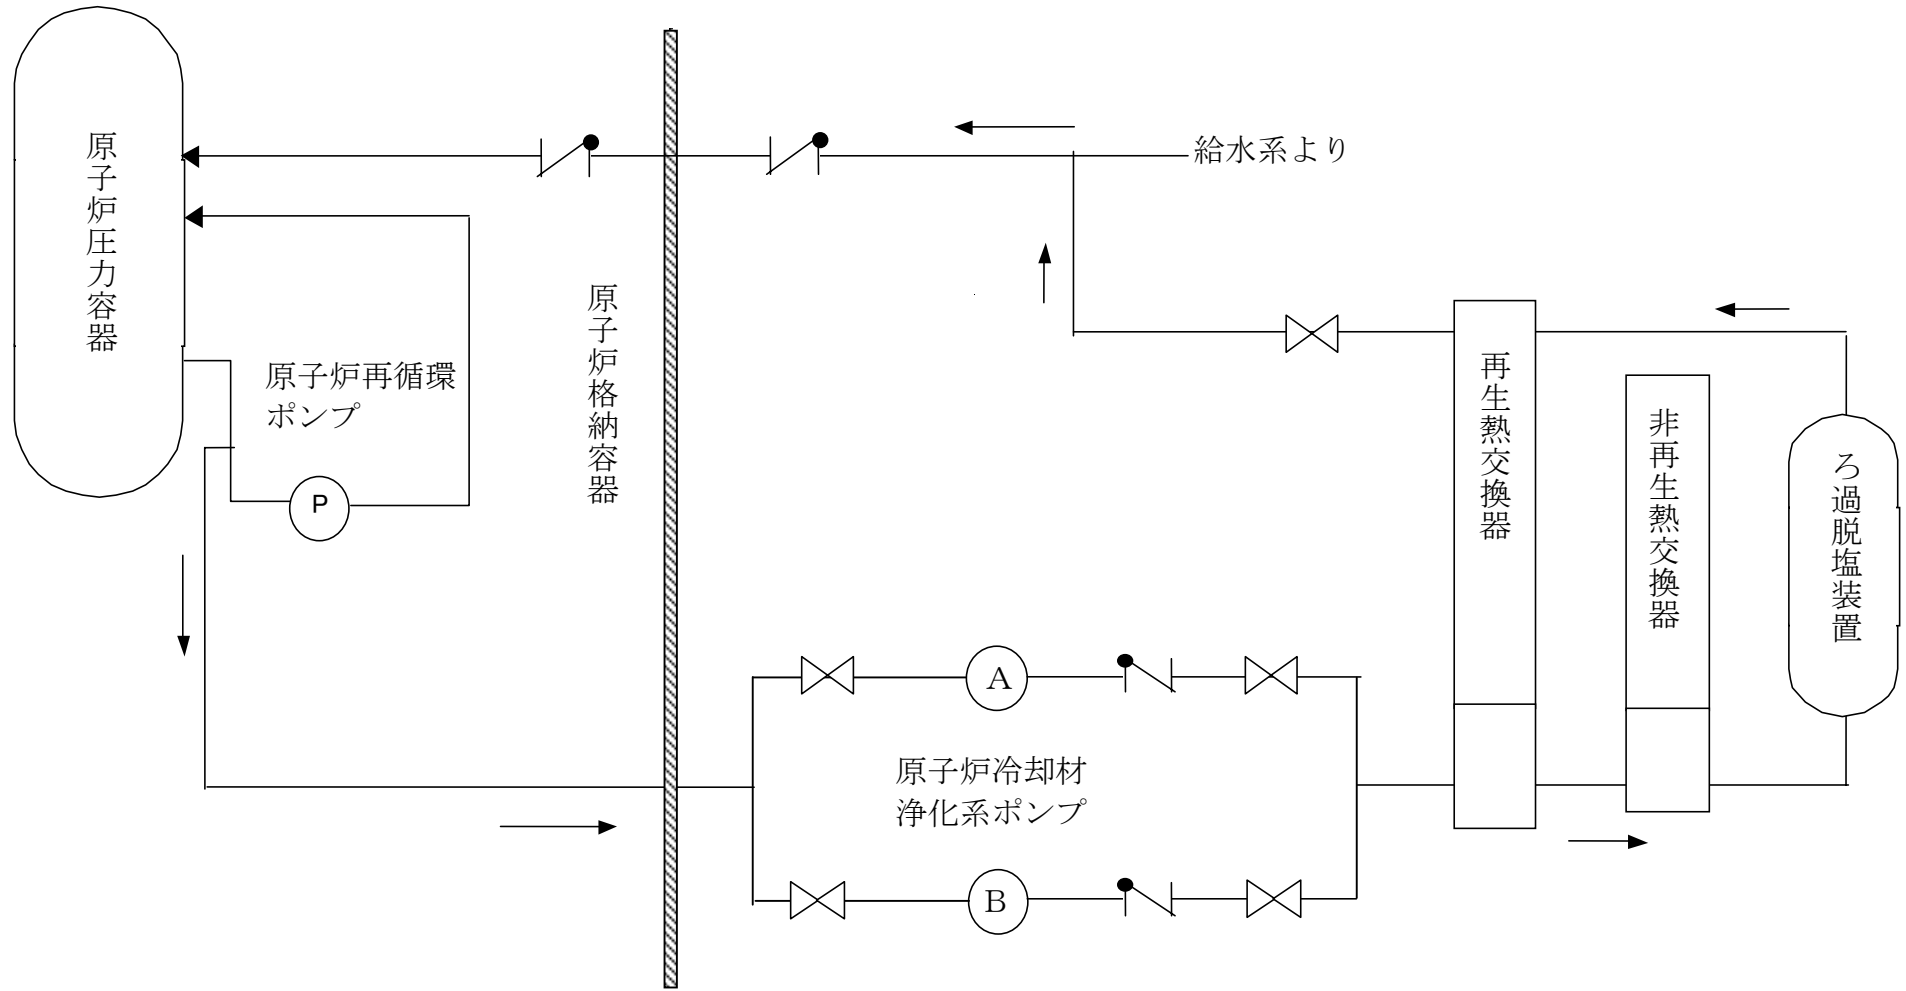 給水系より
原子炉圧力容器
原子炉格納容器
原子炉再循環
ポンプ
P
再生熱交換器
非再生熱交換器
ろ過脱塩装置
A
原子炉冷却材
浄化系ポンプ
B